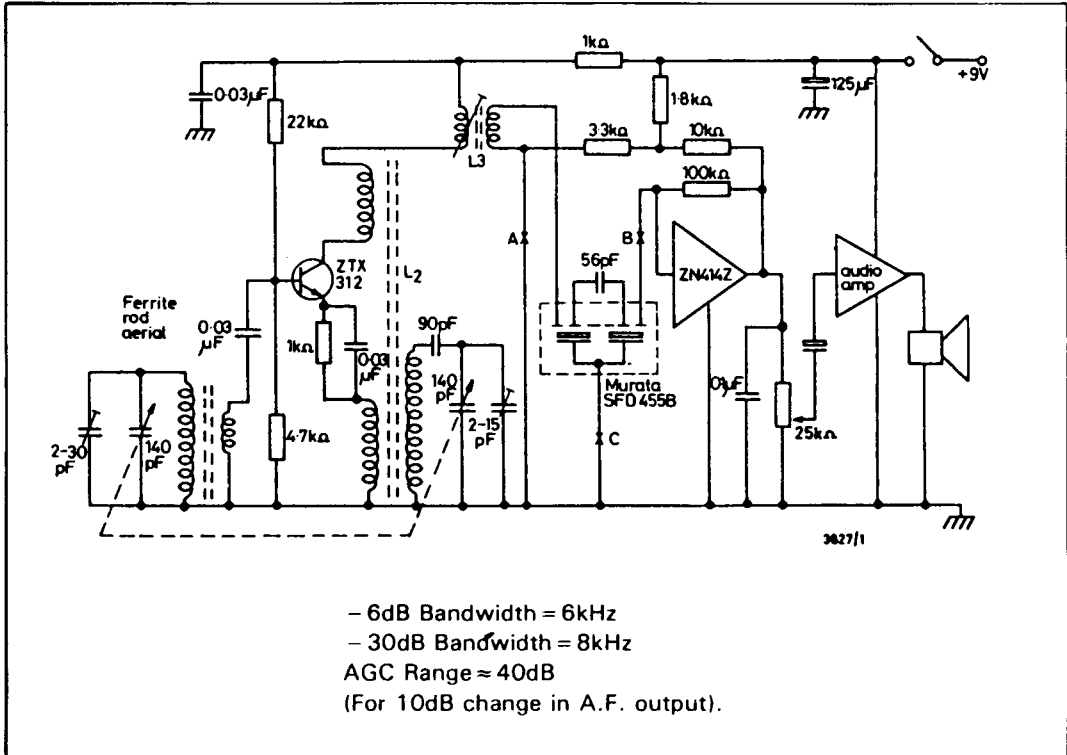 1kΩ
+9V
0·03μF
22kΩ
1·8kΩ
125μF
3·3kΩ
10kΩ
L3
100kΩ
A
B
ZTX
312
L2
56pF
ZN414Z
audio
amp
Ferrite
rod
aerial
0·03
μF
90pF
1kΩ
0·03
μF
140
pF
2-15
pF
Murata
SFD 455B
0·1μF
C
25kΩ
4·7kΩ
2-30
pF
140
pF
3627/1
– 6dB Bandwidth = 6kHz
– 30dB Bandwidth = 8kHz
AGC Range ≈ 40dB
(For 10dB change in A.F. output).